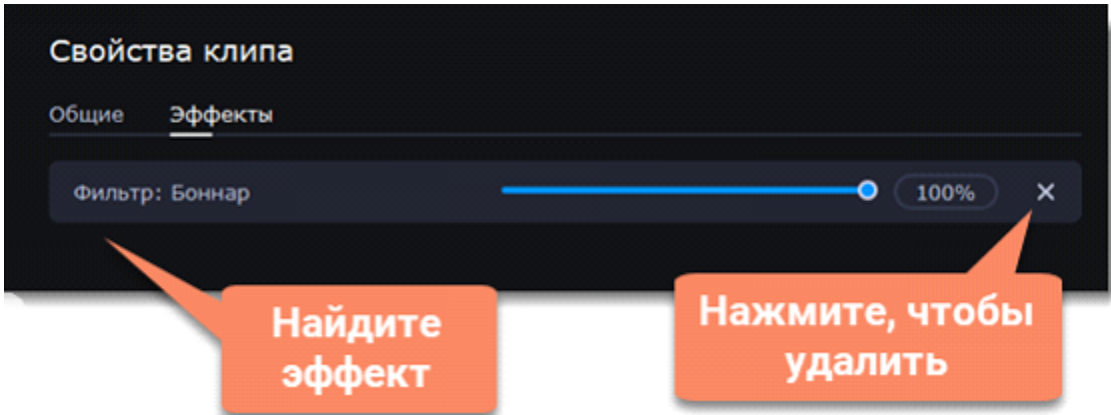 Свойства клипа
Общие Эффекты
Фильтр: Боннар 100%
Найдите
эффект
Нажмите, чтобы
удалить